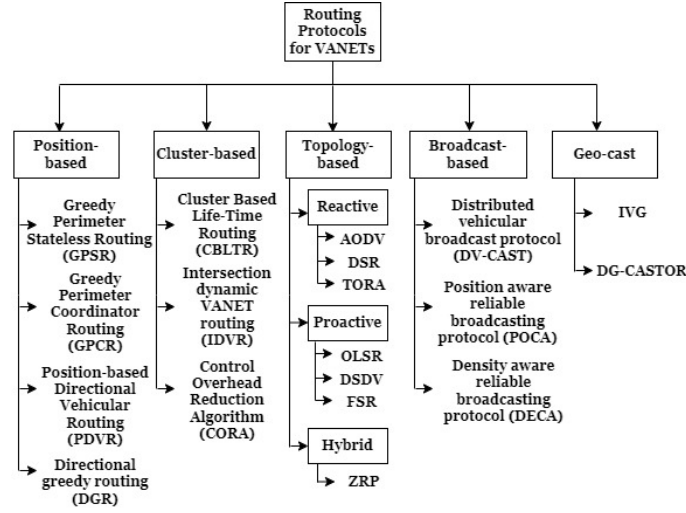 Routing
Protocols
for VANETs
Position-
based
Cluster-based
Topology-
based
Broadcast-
based
Geo-cast
Greedy
Perimeter
Stateless Routing
(GPSR)
Greedy
Perimeter
Coordinator
Routing
(GPCR)
Position-based
Directional
Vehicular
Routing
(PDVR)
Directional
greedy routing
(DGR)
Cluster Based
Life-Time
Routing
(CBLTR)
Intersection
dynamic
VANET
routing
(IDVR)
Control
Overhead
Reduction
Algorithm
(CORA)
Reactive
AODV
DSR
TORA
Proactive
OLSR
DSDV
FSR
Hybrid
ZRP
Distributed
vehicular
broadcast protocol
(DV-CAST)
Position aware
reliable
broadcasting
protocol (POCA)
Density aware
reliable
broadcasting
protocol (DECA)
IVG
DG-CASTOR